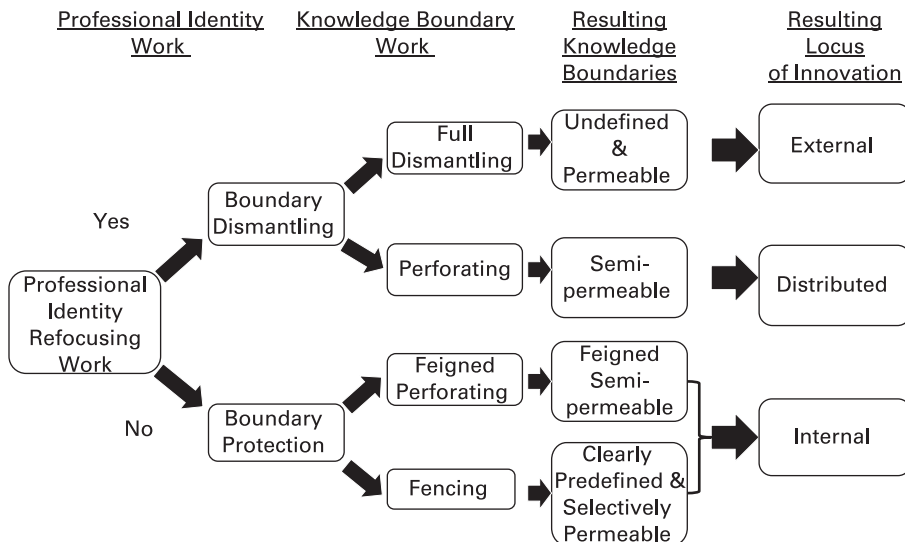 Professional Identity
Work
Knowledge Boundary
Work
Resulting
Knowledge
Boundaries
Resulting
Locus
of Innovation
Professional
Identity
Refocusing
Work
Yes
No
Boundary
Dismantling
Boundary
Protection
Full
Dismantling
Perforating
Feigned
Perforating
Fencing
Undefined
&
Permeable
Semi-
permeable
Feigned
Semi-
permeable
Clearly
Predefined &
Selectively
Permeable
External
Distributed
Internal